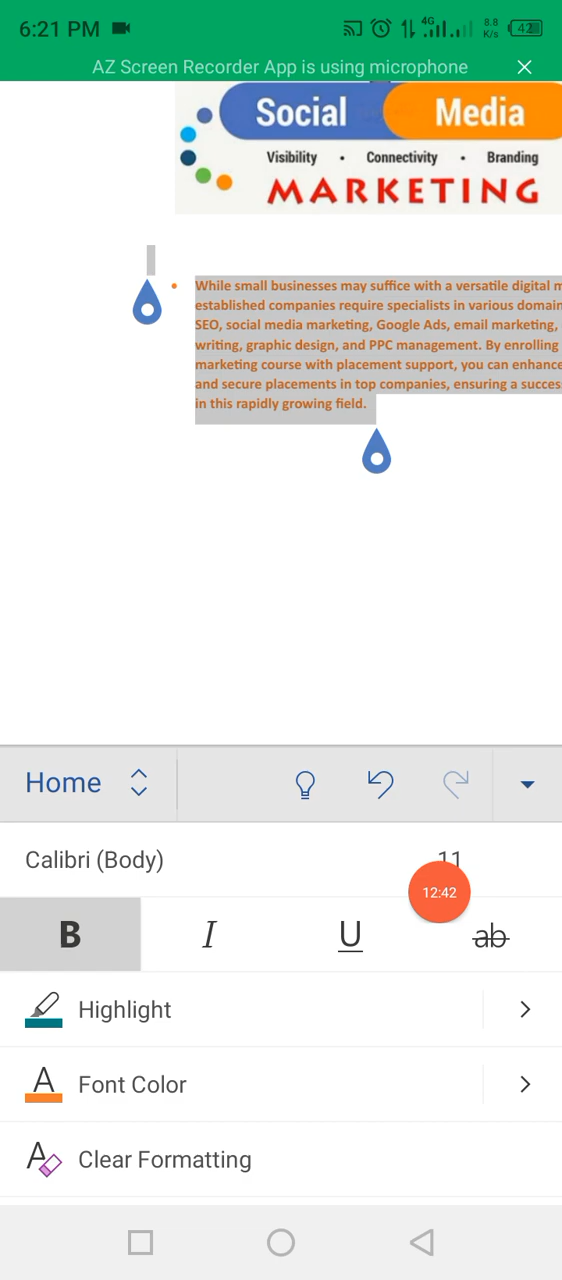 6:21 PM 4G 8.8 K/s 42
AZ Screen Recorder App is using microphone
Social Media
Visibility • Connectivity • Branding
MARKETING
• While small businesses may suffice with a versatile digital m
established companies require specialists in various domain
SEO, social media marketing, Google Ads, email marketing,
writing, graphic design, and PPC management. By enrolling
marketing course with placement support, you can enhance
and secure placements in top companies, ensuring a succes
in this rapidly growing field.
Home
Calibri (Body) 11
12:42
B I U ab
Highlight
A Font Color
A Clear Formatting